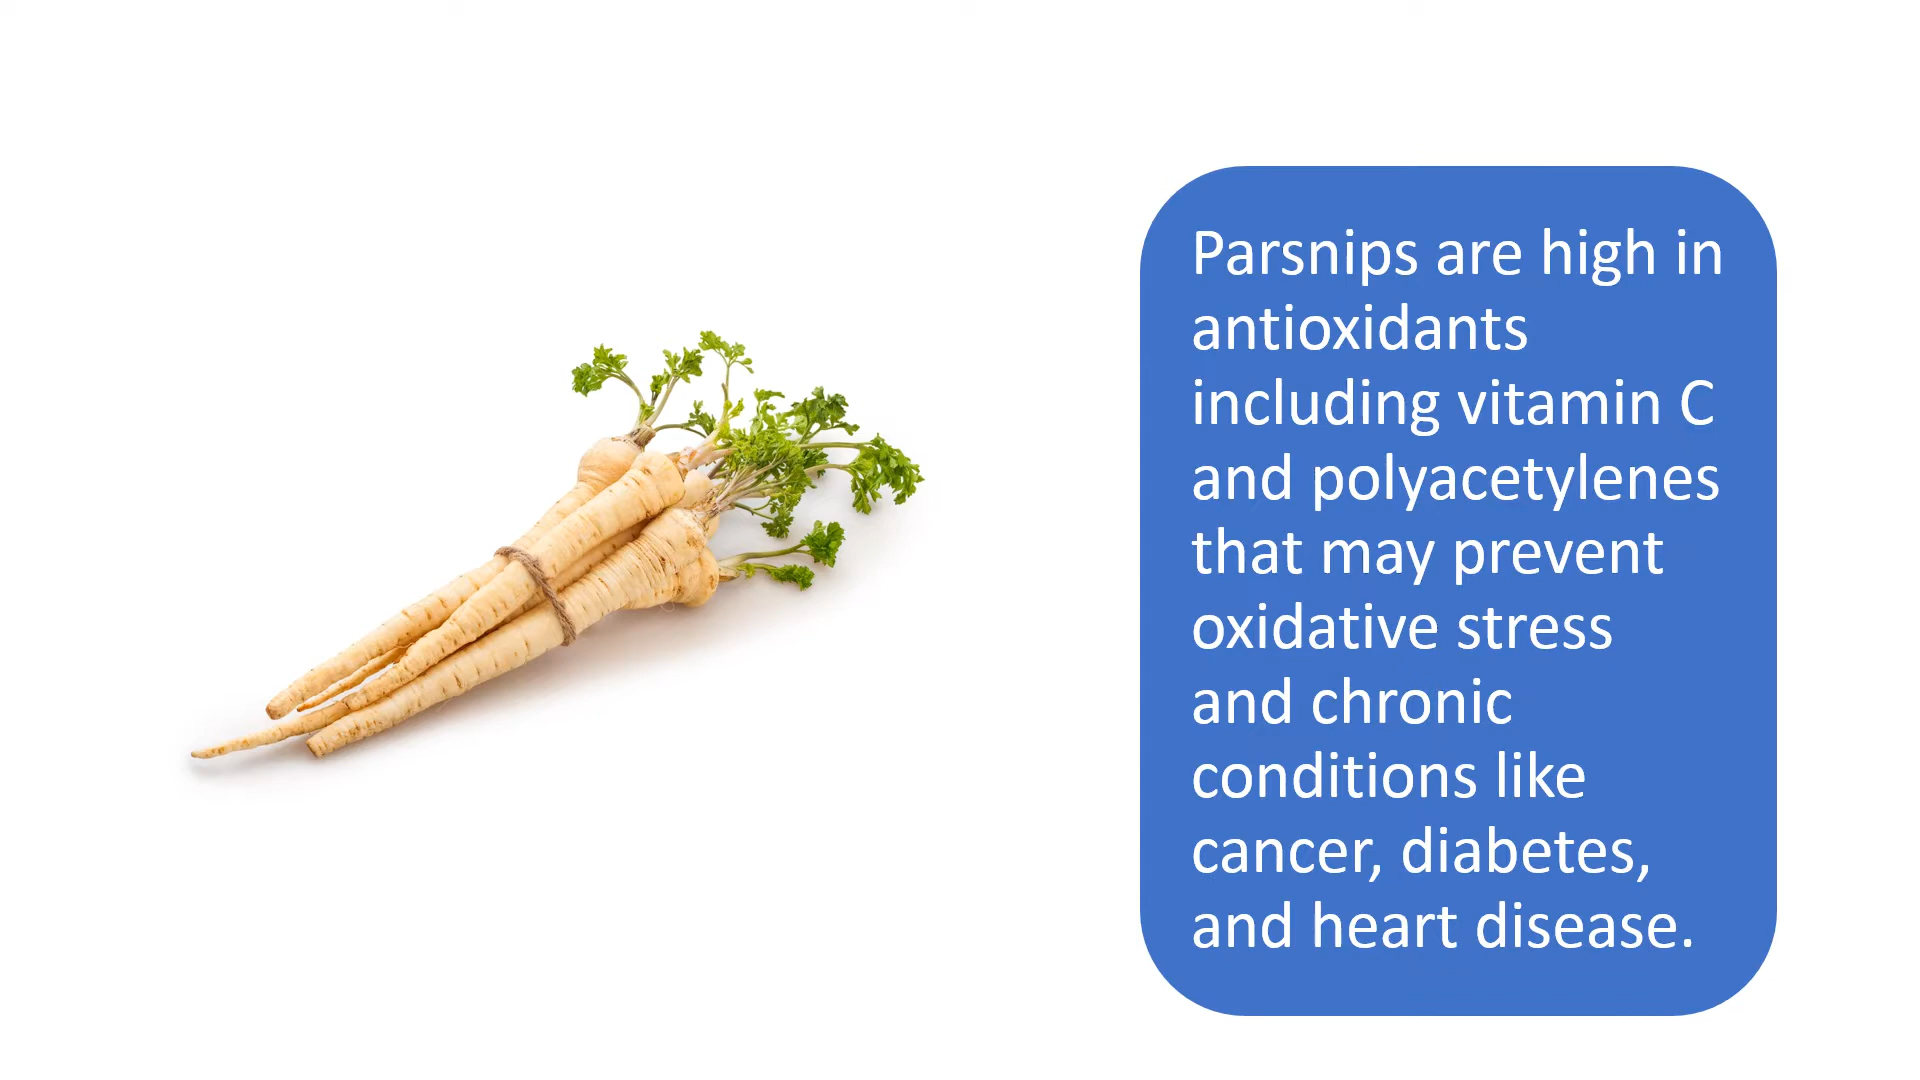 Parsnips are high in
antioxidants
including vitamin C
and polyacetylenes
that may prevent
oxidative stress
and chronic
conditions like
cancer, diabetes,
and heart disease.